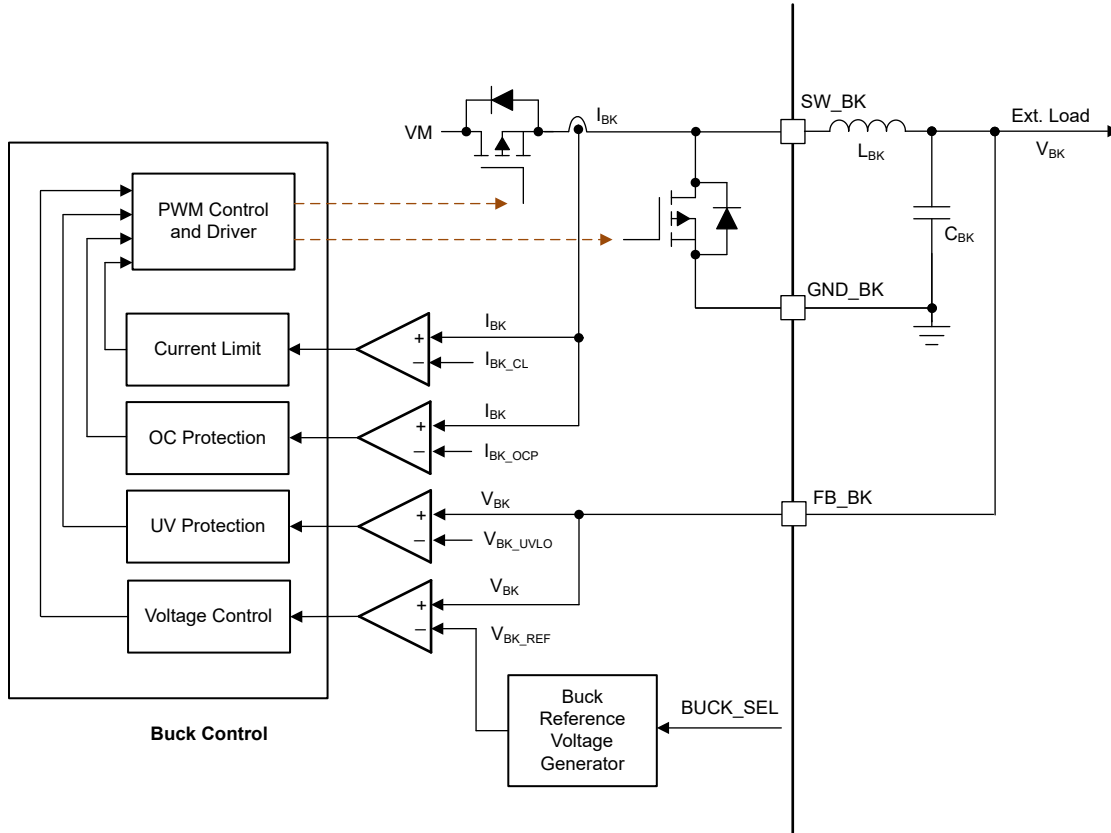 SW_BK
I_BK
Ext. Load
VM
L_BK
V_BK
PWM Control
and Driver
C_BK
GND_BK
I_BK
+
Current Limit
−
I_BK_CL
I_BK
+
OC Protection
−
I_BK_OCP
V_BK
FB_BK
+
UV Protection
−
V_BK_UVLO
V_BK
+
Voltage Control
−
V_BK_REF
Buck
Reference
Voltage
Generator
BUCK_SEL
Buck Control